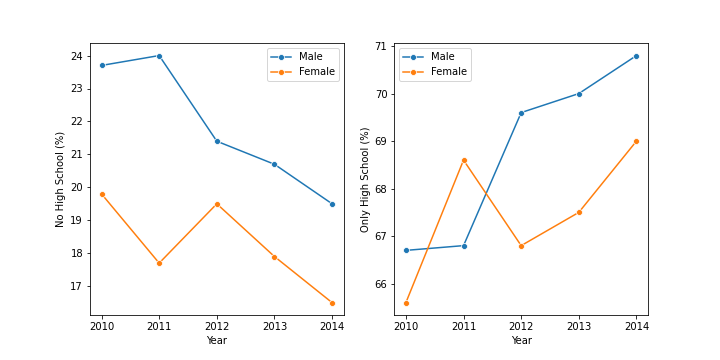 24
23
22
21
20
19
18
17
No High School (%)
Male
Female
2010 2011 2012 2013 2014
Year
71
70
69
68
67
66
Only High School (%)
Male
Female
2010 2011 2012 2013 2014
Year